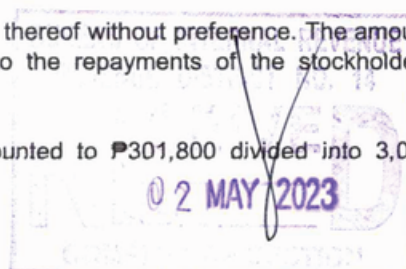 thereof without preference. The amou
o the repayments of the stockholde
REVENUE
unted to ₱301,800 divided into 3,0
02 MAY 2023